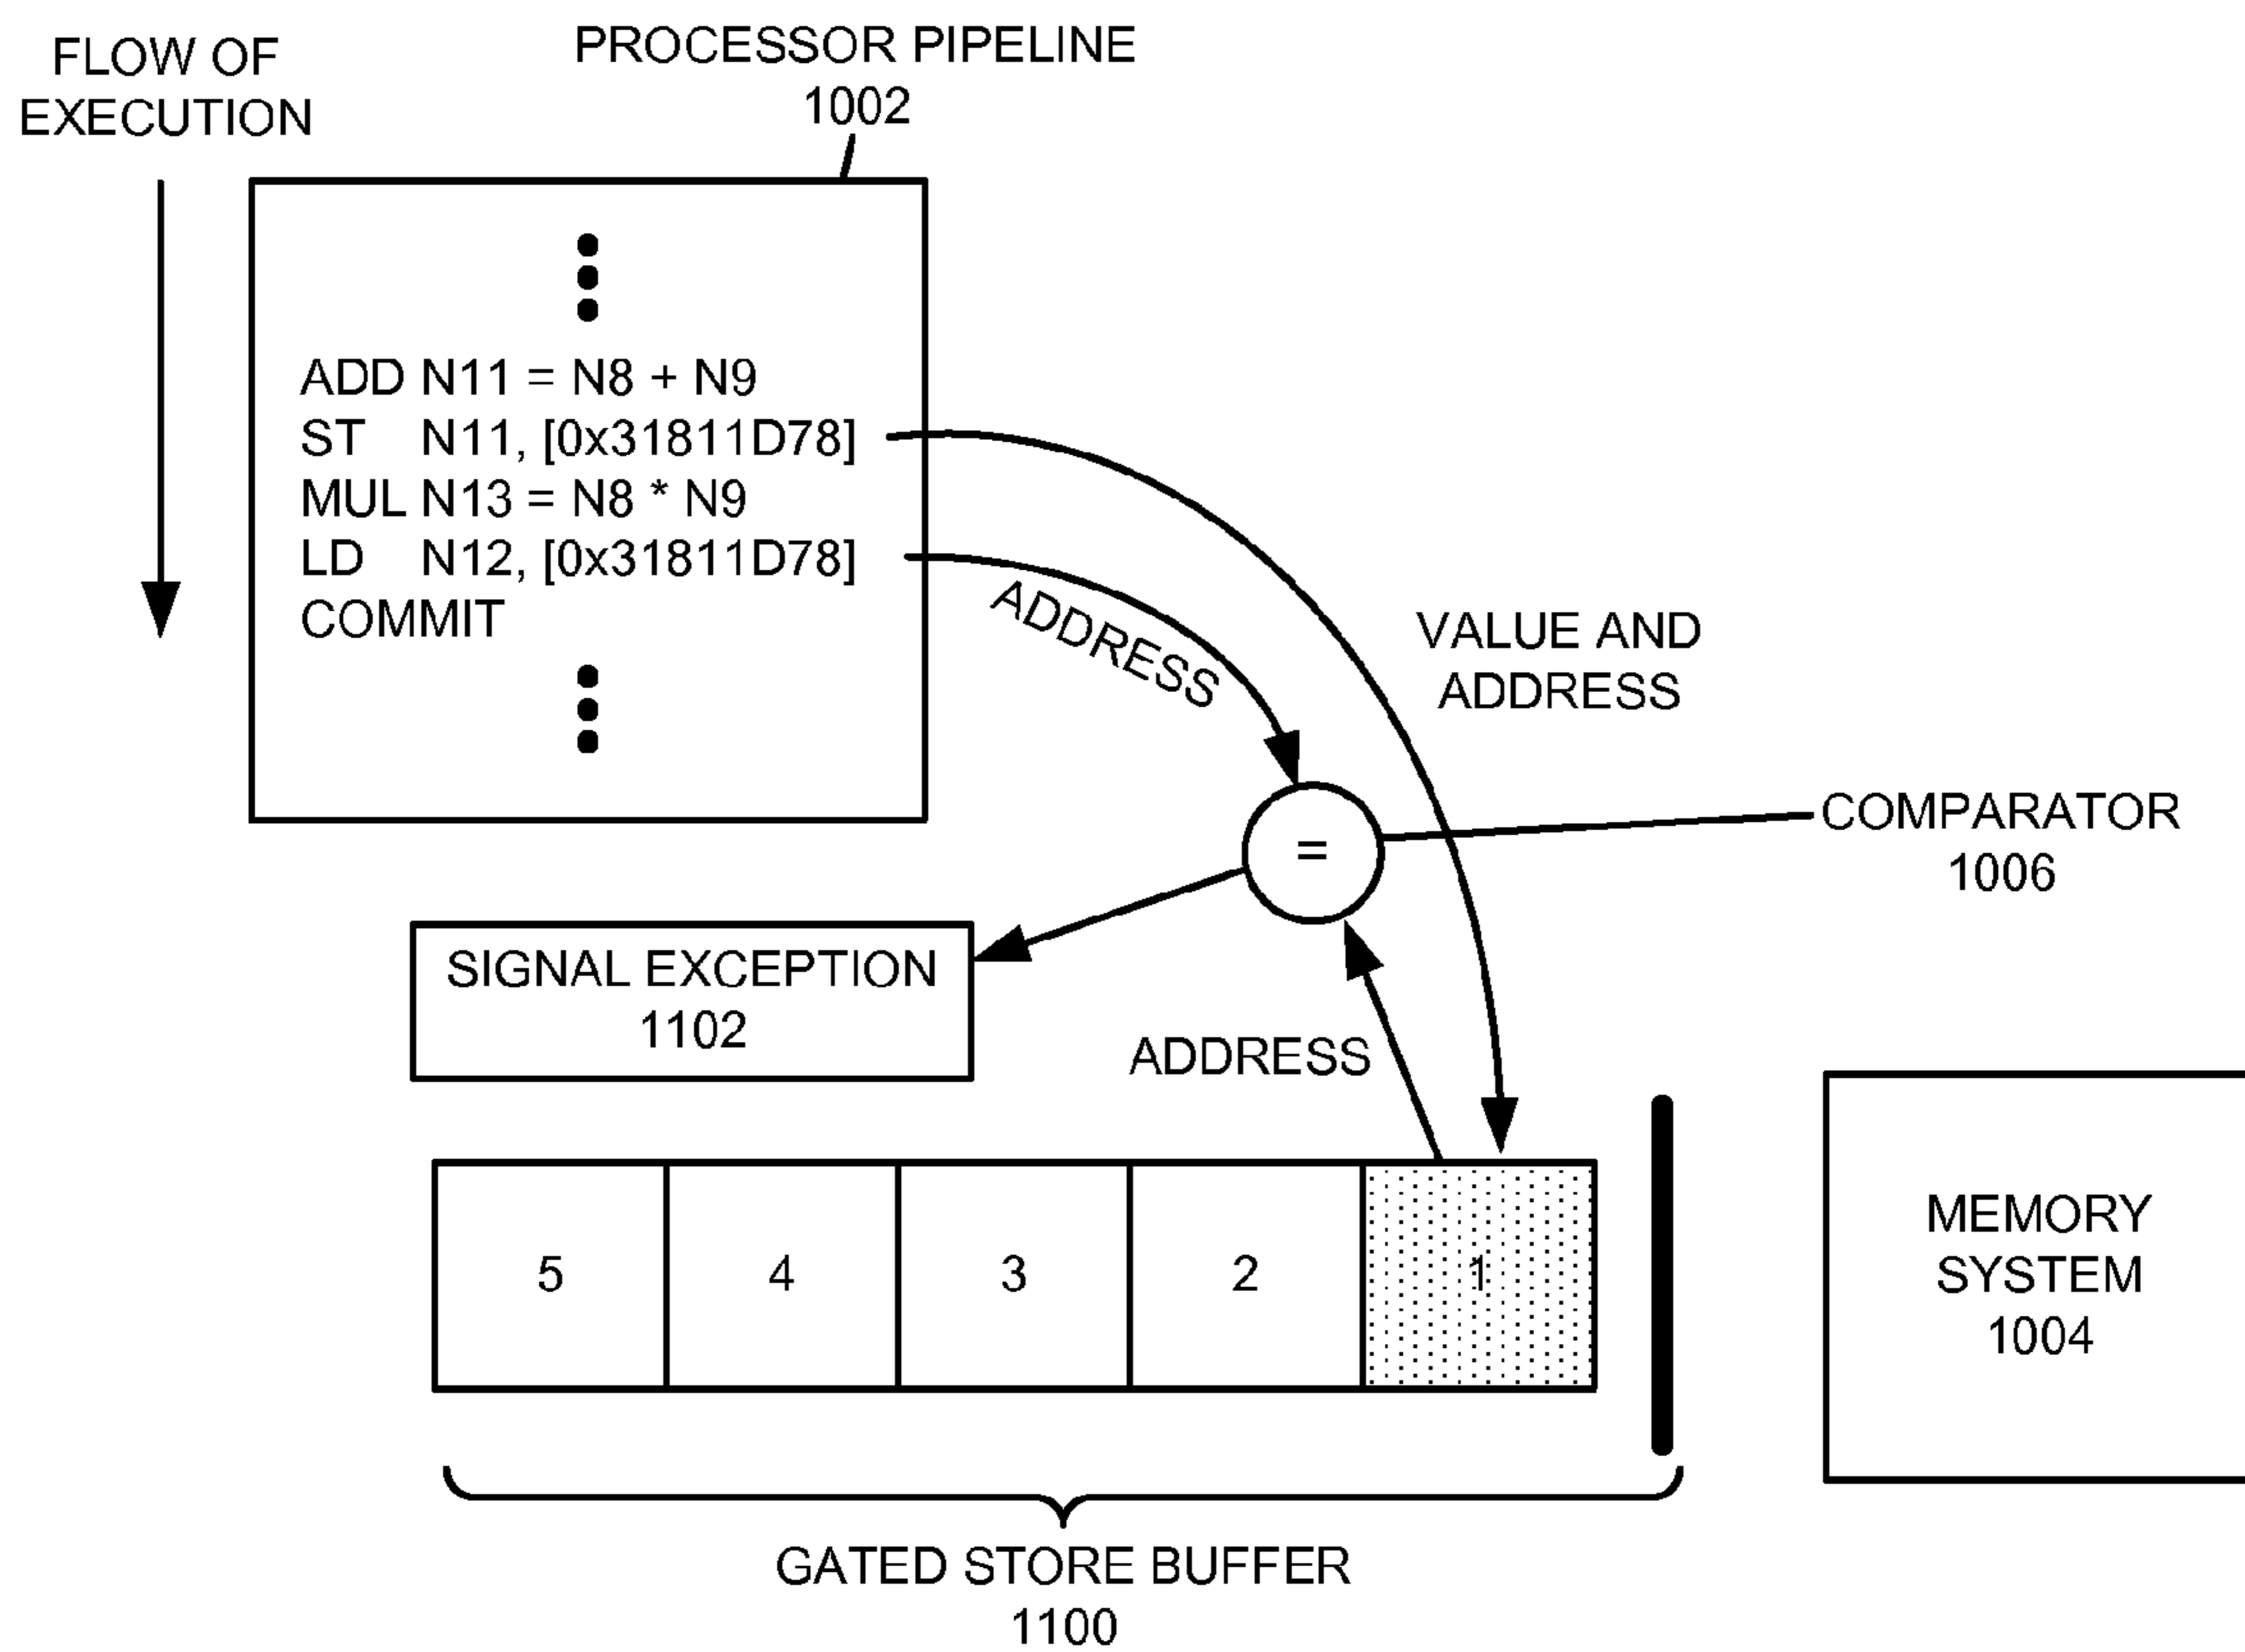 FLOW OF
EXECUTION
PROCESSOR PIPELINE
1002
ADD N11 = N8 + N9
ST N11, [0x31811D78]
MUL N13 = N8 * N9
LD N12, [0x31811D78]
COMMIT
ADDRESS
VALUE AND
ADDRESS
=
COMPARATOR
1006
SIGNAL EXCEPTION
1102
ADDRESS
5 4 3 2 1
MEMORY
SYSTEM
1004
GATED STORE BUFFER
1100